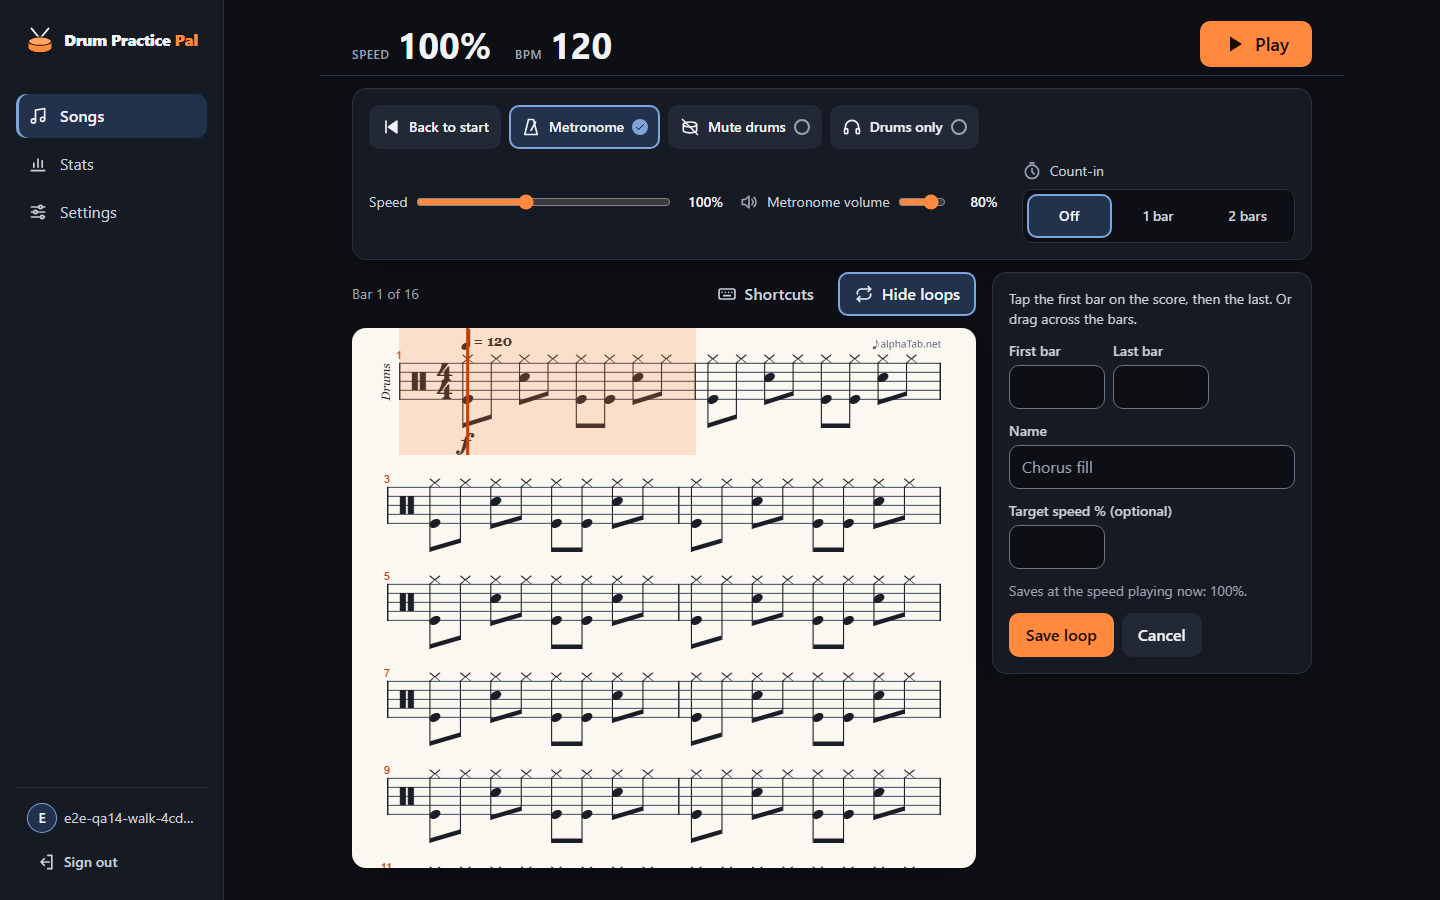 Drum Practice Pal
SPEED 100% BPM 120
Play
Songs
Stats
Settings
Back to start
Metronome
Mute drums
Drums only
Speed 100%
Metronome volume 80%
Count-in
Off
1 bar
2 bars
Bar 1 of 16
Shortcuts
Hide loops
= 120
alphaTab.net
Drums
1
4
4
f
3
5
7
9
11
Tap the first bar on the score, then the last. Or
drag across the bars.
First bar
Last bar
Name
Chorus fill
Target speed % (optional)
Saves at the speed playing now: 100%.
Save loop
Cancel
E
e2e-qa14-walk-4cd...
Sign out